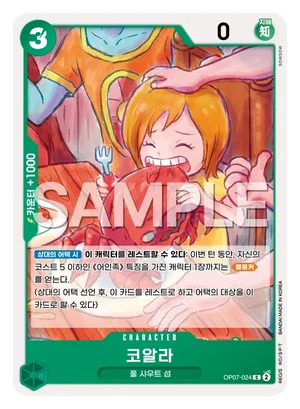 3
0
지혜
知
카운터 +1000
SAMPLE
상대의 어택 시 이 캐릭터를 레스트할 수 있다: 이번 턴 동안, 자신의
코스트 5 이하인 《어인족》 특징을 가진 캐릭터 1장까지는 블로커
를 얻는다.
(상대의 어택 선언 후, 이 카드를 레스트로 하고 어택의 대상을 이
카드로 할 수 있다)
CHARACTER
코알라
풀 샤우트 섬
OP07-024
2